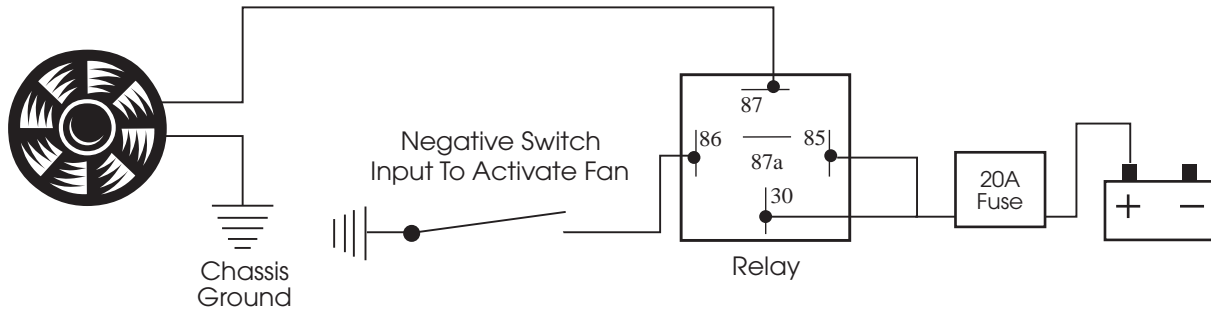 87
86
85
87a
30
Negative Switch
Input To Activate Fan
20A
Fuse
+ −
Relay
Chassis
Ground